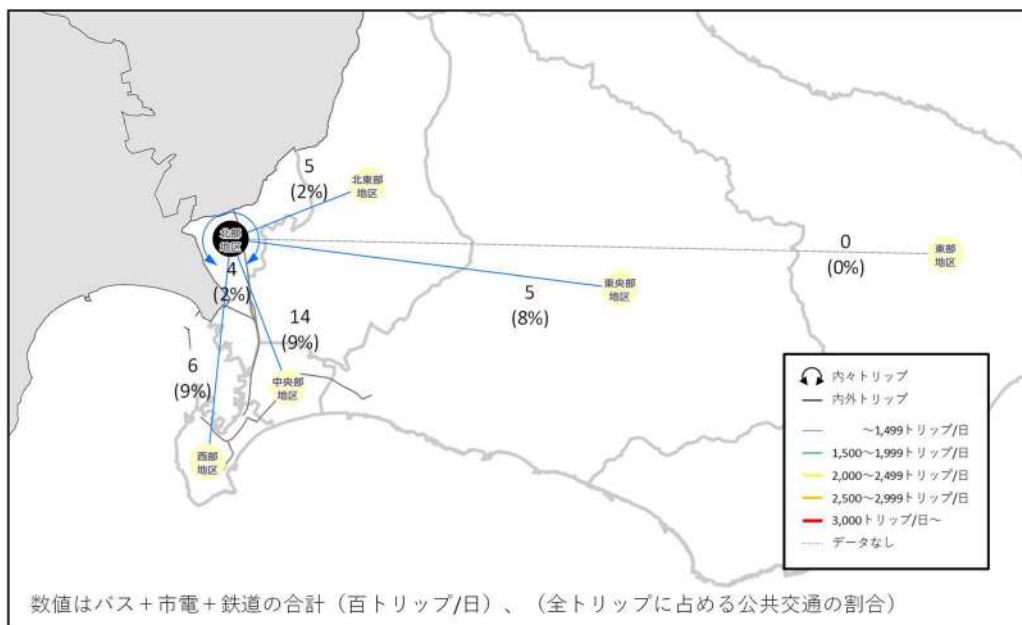 5
(2%)
北東部
地区
北部
地区
0
(0%)
東部
地区
4
(2%)
東央部
地区
5
(8%)
14
(9%)
6
(9%)
中央部
地区
西部
地区
内々トリップ
内外トリップ
～1,499トリップ/日
1,500～1,999トリップ/日
2,000～2,499トリップ/日
2,500～2,999トリップ/日
3,000トリップ/日～
データなし
数値はバス＋市電＋鉄道の合計（百トリップ/日）、（全トリップに占める公共交通の割合）